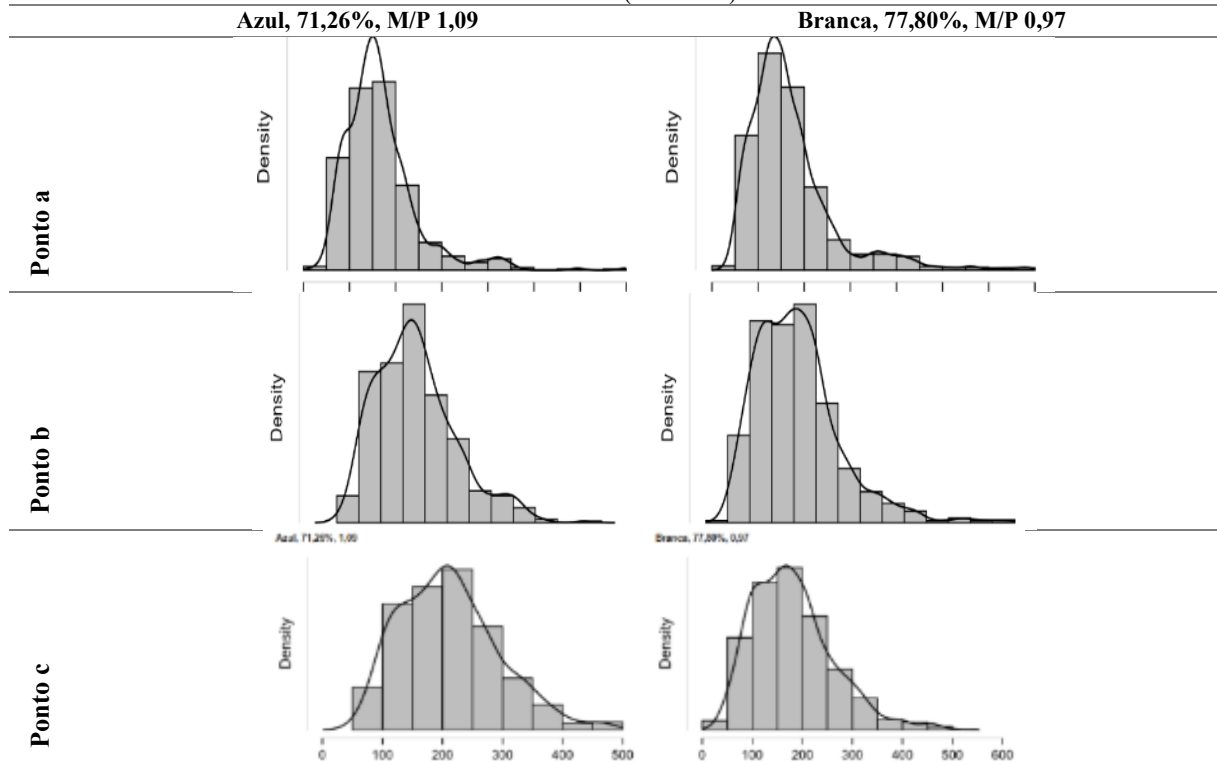 Azul, 71,26%, M/P 1,09
Branca, 77,80%, M/P 0,97
Ponto a
Density
Density
Ponto b
Density
Density
Azul, 71,26%, 1,09
Branca, 77,80%, 0,97
Ponto c
Density
Density
0 100 200 300 400 500
0 100 200 300 400 500 600